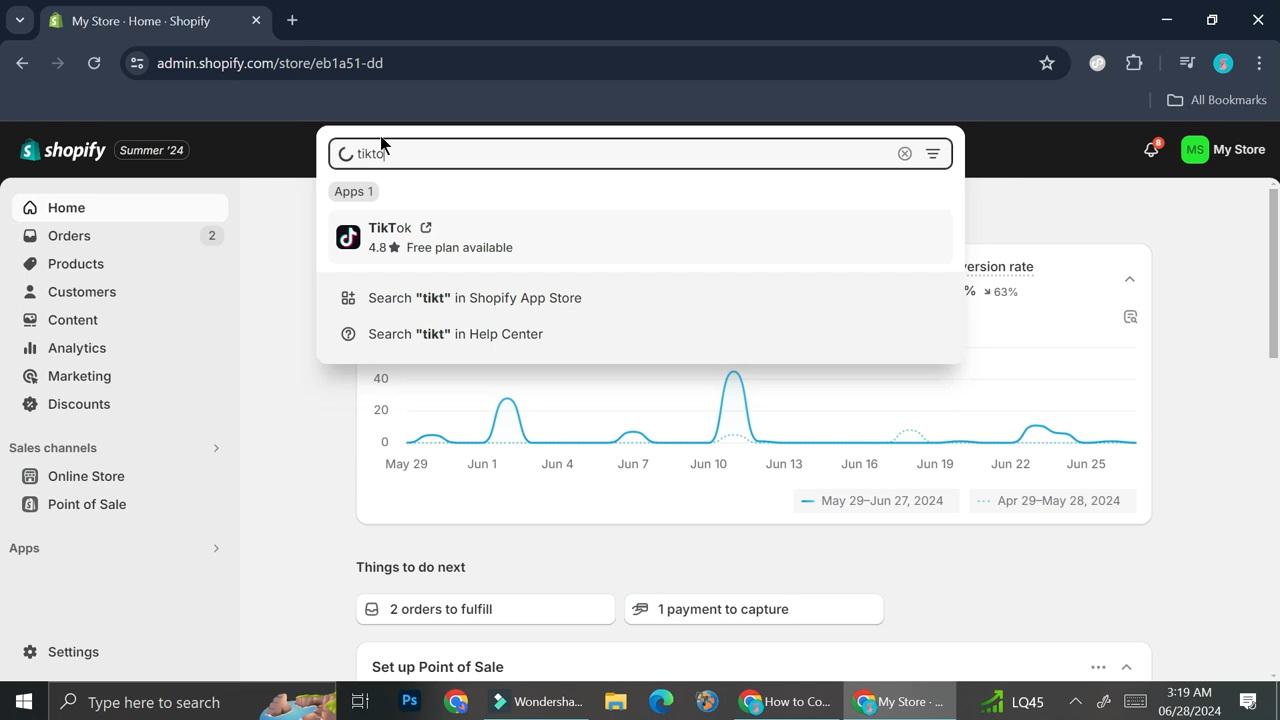 My Store · Home · Shopify
admin.shopify.com/store/eb1a51-dd
All Bookmarks
shopify Summer '24
tikto
8
MS My Store
Apps 1
TikTok
4.8★ Free plan available
Search "tikt" in Shopify App Store
Search "tikt" in Help Center
Home
Orders 2
Products
Customers
Content
Analytics
Marketing
Discounts
Sales channels
Online Store
Point of Sale
Apps
Settings
version rate
% 63%
40
20
0
May 29 Jun 1 Jun 4 Jun 7 Jun 10 Jun 13 Jun 16 Jun 19 Jun 22 Jun 25
May 29–Jun 27, 2024 Apr 29–May 28, 2024
Things to do next
2 orders to fulfill 1 payment to capture
Set up Point of Sale
Type here to search
Ps
Wondersha...
How to Co...
My Store · ...
LQ45
3:19 AM
06/28/2024